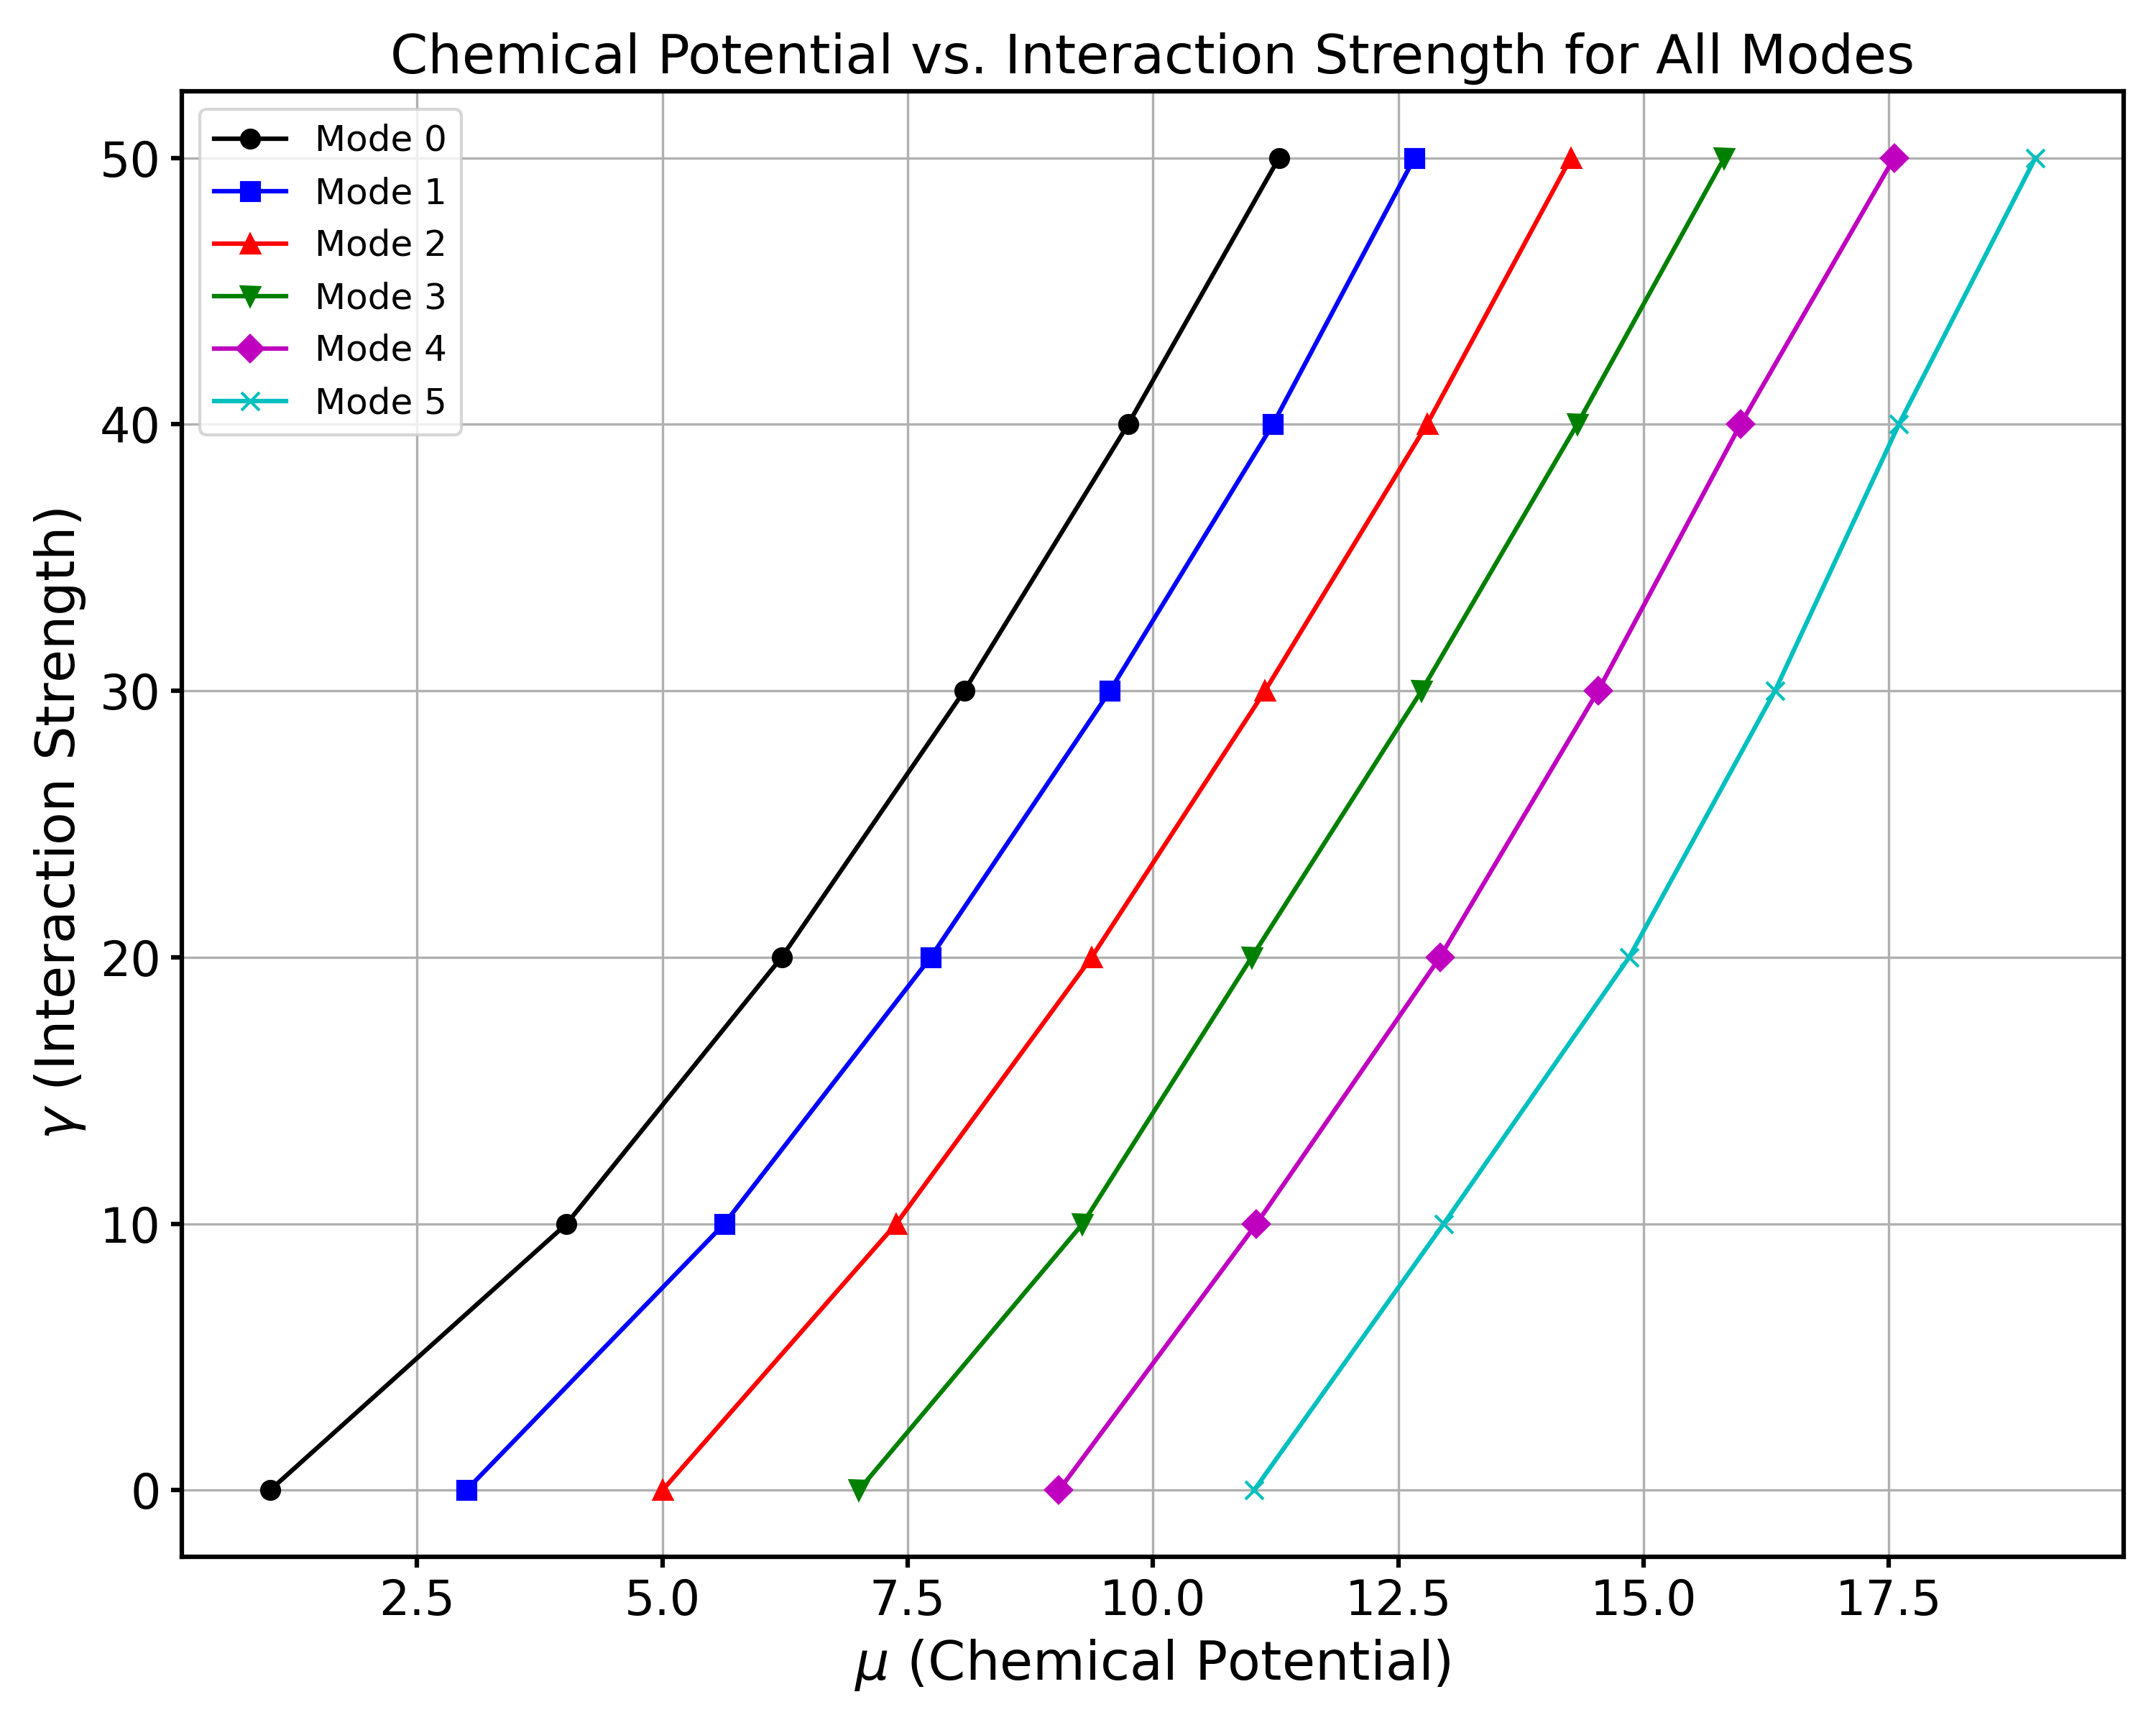 Chemical Potential vs. Interaction Strength for All Modes
Mode 0
Mode 1
Mode 2
Mode 3
Mode 4
Mode 5
50
40
30
20
10
0
γ (Interaction Strength)
2.5 5.0 7.5 10.0 12.5 15.0 17.5
μ (Chemical Potential)